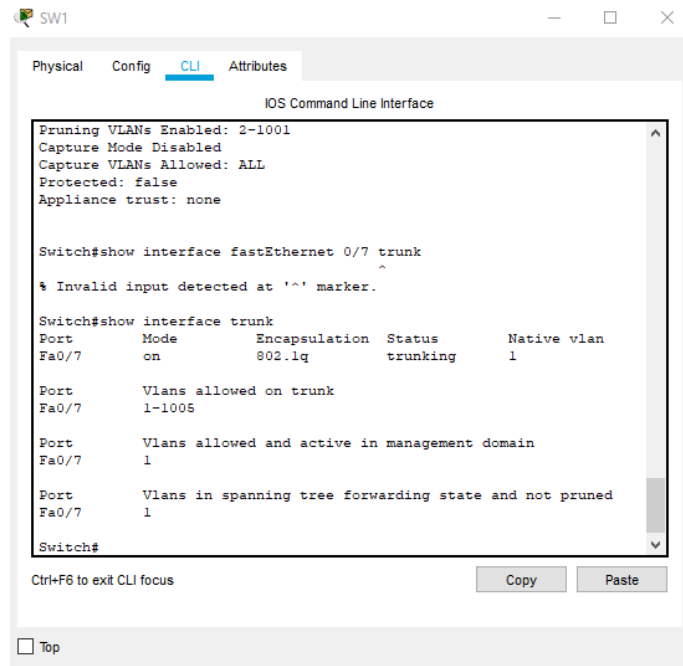 SW1
Physical Config CLI Attributes
IOS Command Line Interface
Pruning VLANs Enabled: 2-1001
Capture Mode Disabled
Capture VLANs Allowed: ALL
Protected: false
Appliance trust: none
Switch#show interface fastEthernet 0/7 trunk
^
% Invalid input detected at '^' marker.
Switch#show interface trunk
Port Mode Encapsulation Status Native vlan
Fa0/7 on 802.1q trunking 1
Port Vlans allowed on trunk
Fa0/7 1-1005
Port Vlans allowed and active in management domain
Fa0/7 1
Port Vlans in spanning tree forwarding state and not pruned
Fa0/7 1
Switch#
Ctrl+F6 to exit CLI focus Copy Paste
Top